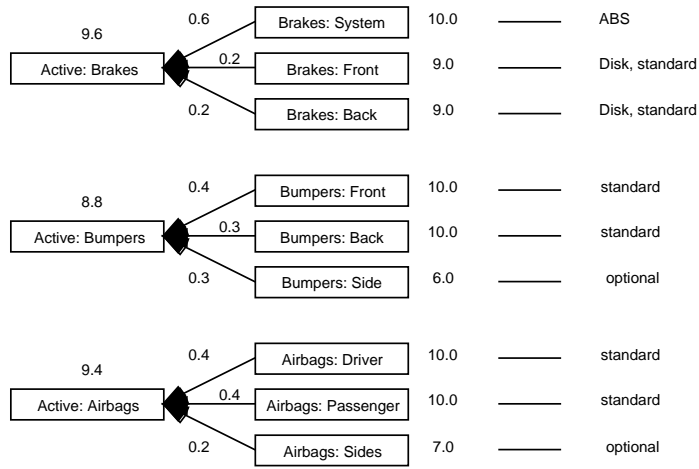 0.6 Brakes: System 10.0 ABS
9.6
Active: Brakes 0.2 Brakes: Front 9.0 Disk, standard
0.2 Brakes: Back 9.0 Disk, standard
0.4 Bumpers: Front 10.0 standard
8.8
Active: Bumpers 0.3 Bumpers: Back 10.0 standard
0.3 Bumpers: Side 6.0 optional
0.4 Airbags: Driver 10.0 standard
9.4
Active: Airbags 0.4 Airbags: Passenger 10.0 standard
0.2 Airbags: Sides 7.0 optional